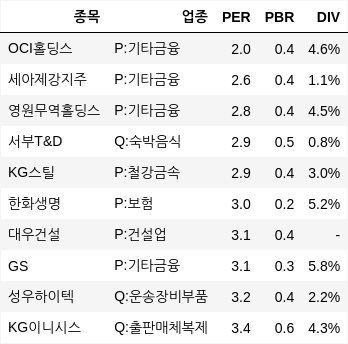 종목 업종 PER PBR DIV
OCI홀딩스 P:기타금융 2.0 0.4 4.6%
세아제강지주 P:기타금융 2.6 0.4 1.1%
영원무역홀딩스 P:기타금융 2.8 0.4 4.5%
서부T&D Q:숙박음식 2.9 0.5 0.8%
KG스틸 P:철강금속 2.9 0.4 3.0%
한화생명 P:보험 3.0 0.2 5.2%
대우건설 P:건설업 3.1 0.4 -
GS P:기타금융 3.1 0.3 5.8%
성우하이텍 Q:운송장비부품 3.2 0.4 2.2%
KG이니시스 Q:출판매체복제 3.4 0.6 4.3%